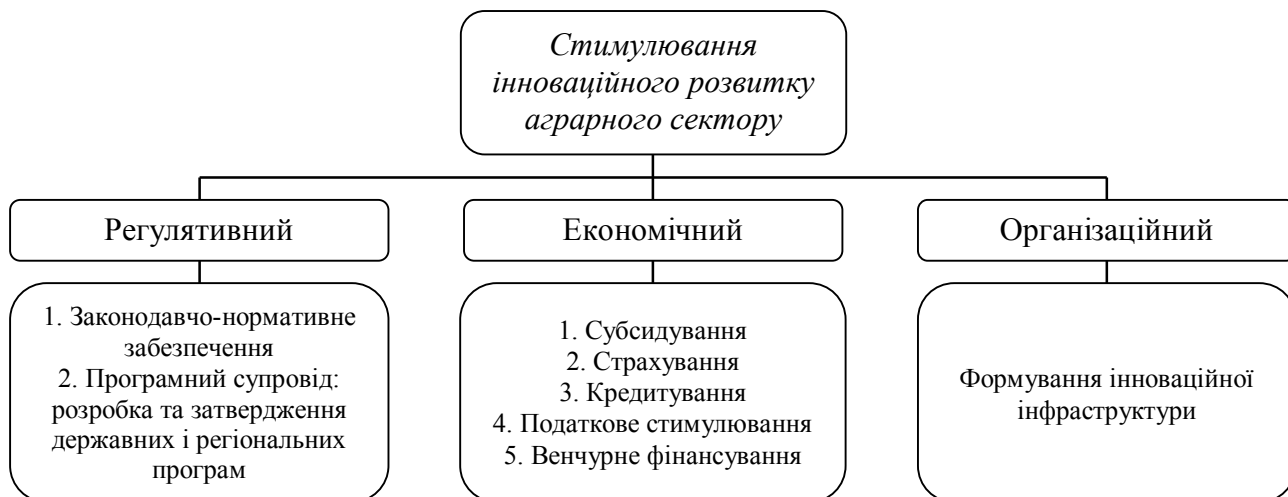 Стимулювання
інноваційного розвитку
аграрного сектору
Регулятивний
Економічний
Організаційний
1. Законодавчо-нормативне
забезпечення
2. Програмний супровід:
розробка та затвердження
державних і регіональних
програм
1. Субсидування
2. Страхування
3. Кредитування
4. Податкове стимулювання
5. Венчурне фінансування
Формування інноваційної
інфраструктури